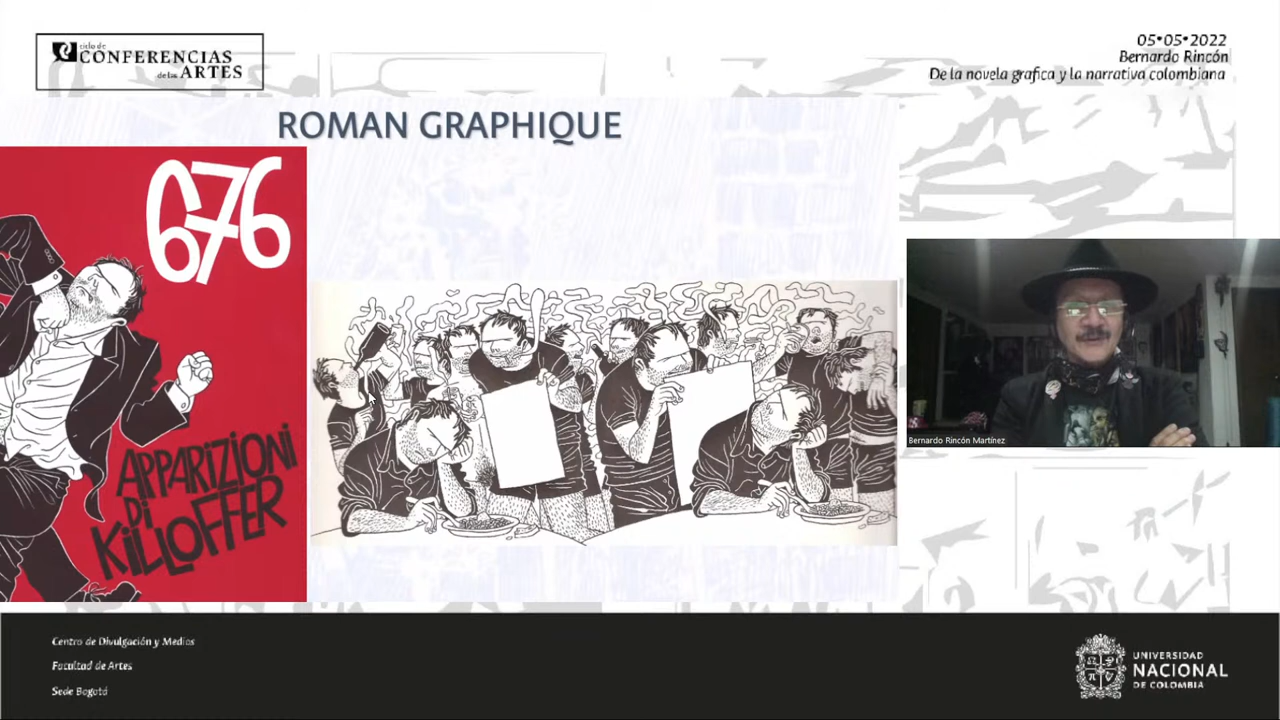 ciclo de
CONFERENCIAS
de las ARTES
05•05•2022
Bernardo Rincón
De la novela grafica y la narrativa colombiana
ROMAN GRAPHIQUE
676
APPARIZIONI
DI
KILLOFFER
Bernardo Rincón Martínez
Centro de Divulgación y Medios
Facultad de Artes
Sede Bogotá
UNIVERSIDAD
NACIONAL
DE COLOMBIA